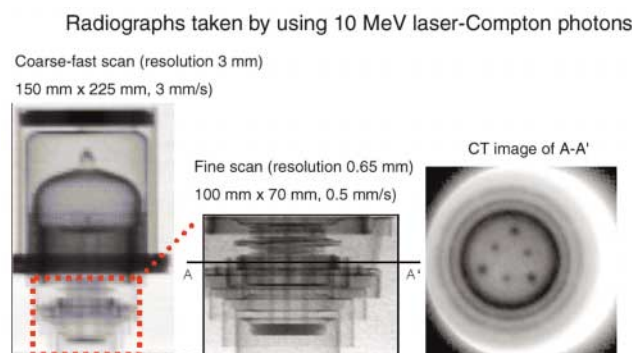 Radiographs taken by using 10 MeV laser-Compton photons
Coarse-fast scan (resolution 3 mm)
150 mm x 225 mm, 3 mm/s)
Fine scan (resolution 0.65 mm)
100 mm x 70 mm, 0.5 mm/s)
CT image of A-A'
A
A'